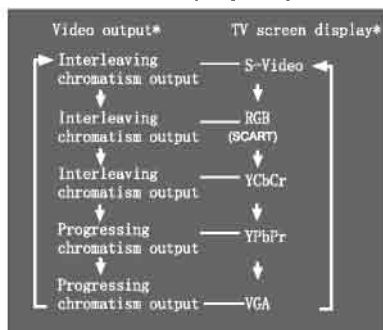 Video output* TV screen display*
Interleaving
chromatism output S-Video
Interleaving RGB
chromatism output (SCART)
Interleaving
chromatism output YCbCr
Progressing
chromatism output YPbPr
Progressing
chromatism output VGA